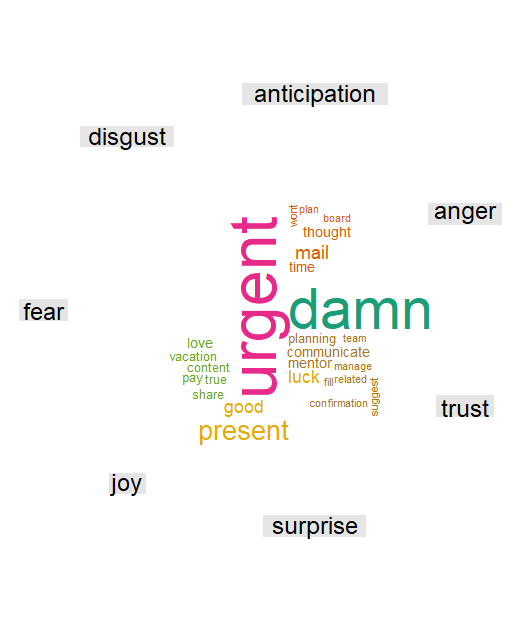 anticipation
disgust
anger
wont
plan
board
thought
mail
time
urgent
damn
fear
love
vacation
content
pay
true
share
good
present
planning
team
communicate
mentor
manage
luck
fill
related
suggest
confirmation
trust
joy
surprise